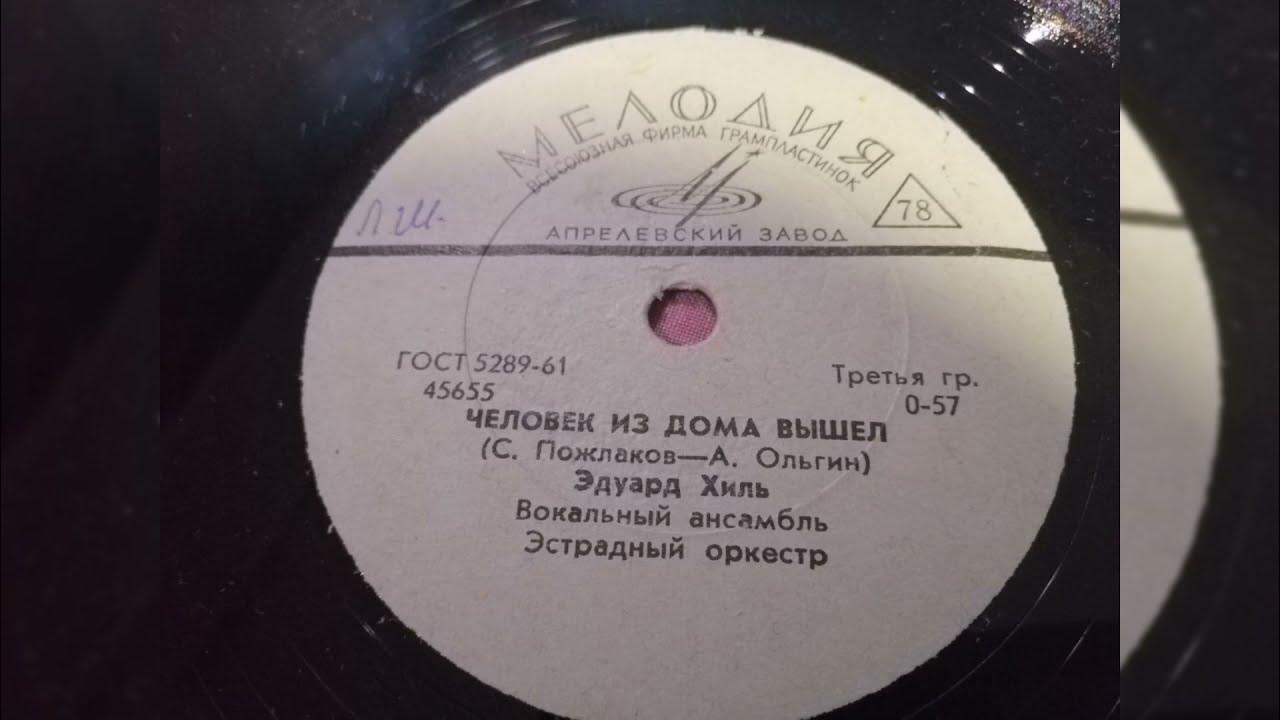 МЕЛОДИЯ
ВСЕСОЮЗНАЯ ФИРМА ГРАМПЛАСТИНОК
78
АПРЕЛЕВСКИЙ ЗАВОД
ГОСТ 5289-61
45655
Третья гр.
0-57
ЧЕЛОВЕК ИЗ ДОМА ВЫШЕЛ
(С. Пожлаков—А. Ольгин)
Эдуард Хиль
Вокальный ансамбль
Эстрадный оркестр